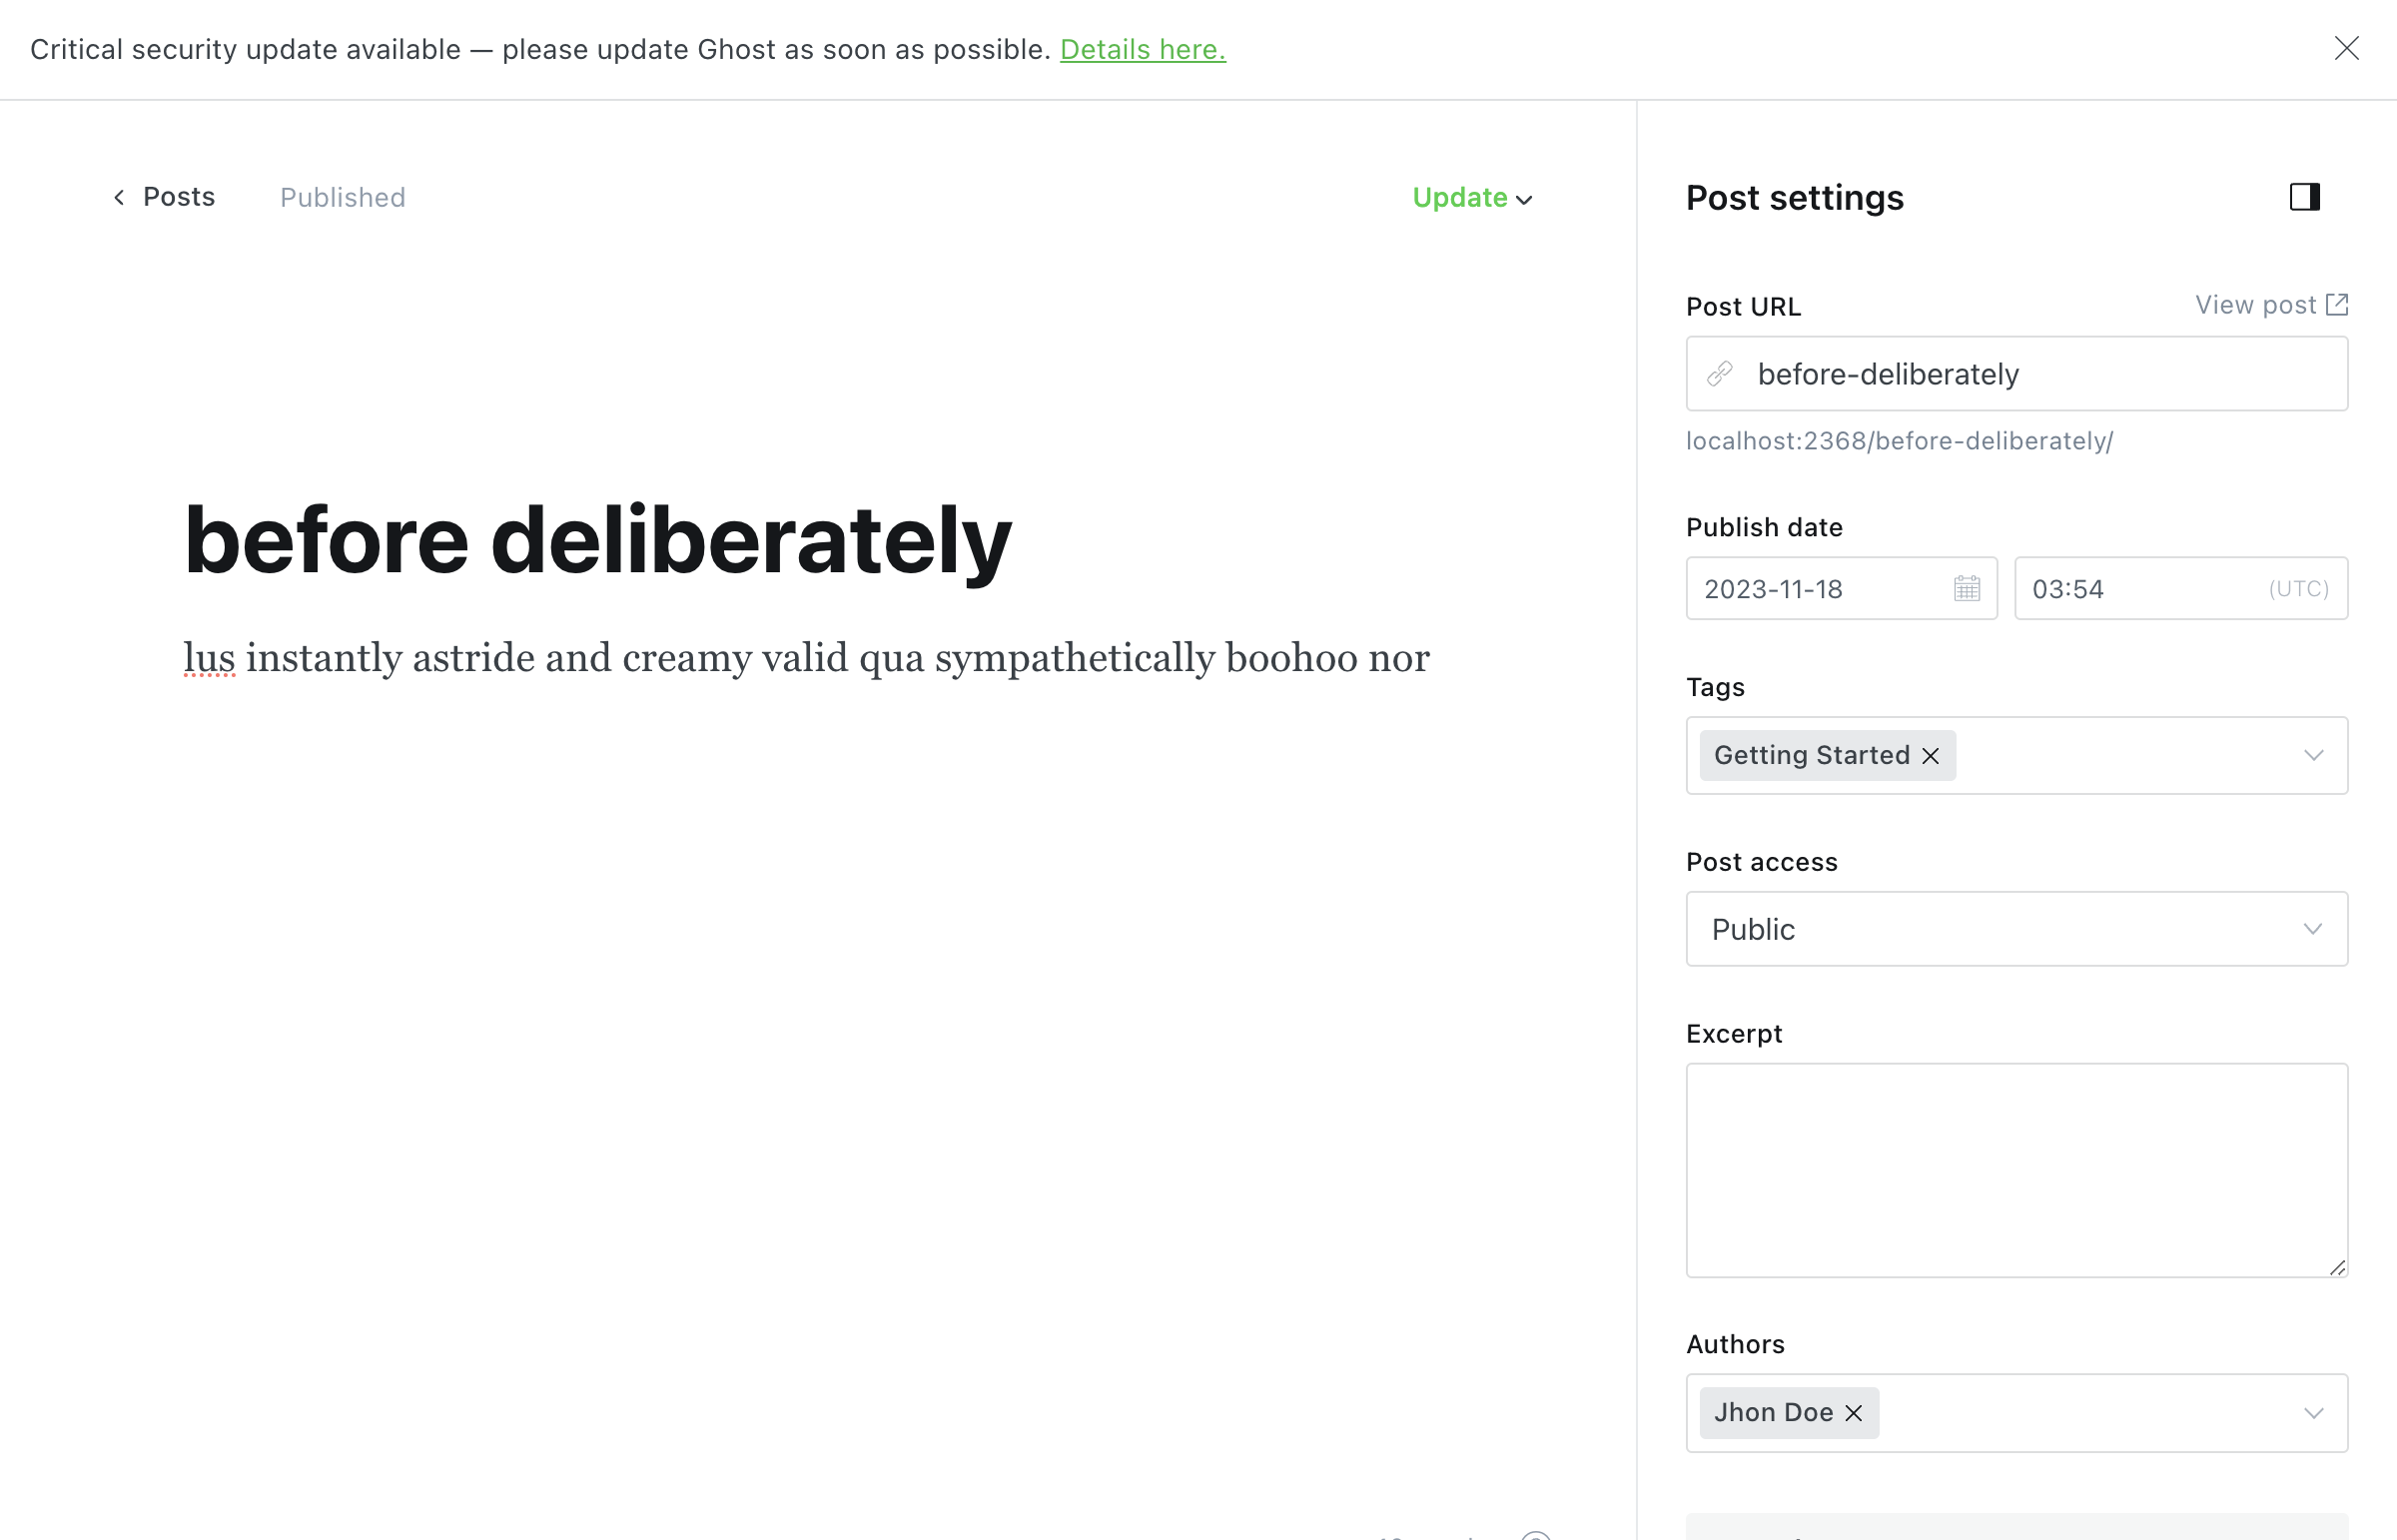 Critical security update available — please update Ghost as soon as possible. Details here.
Posts
Published
Update
Post settings
Post URL
View post
before-deliberately
localhost:2368/before-deliberately/
before deliberately
lus instantly astride and creamy valid qua sympathetically boohoo nor
Publish date
2023-11-18
03:54
(UTC)
Tags
Getting Started
Post access
Public
Excerpt
Authors
Jhon Doe